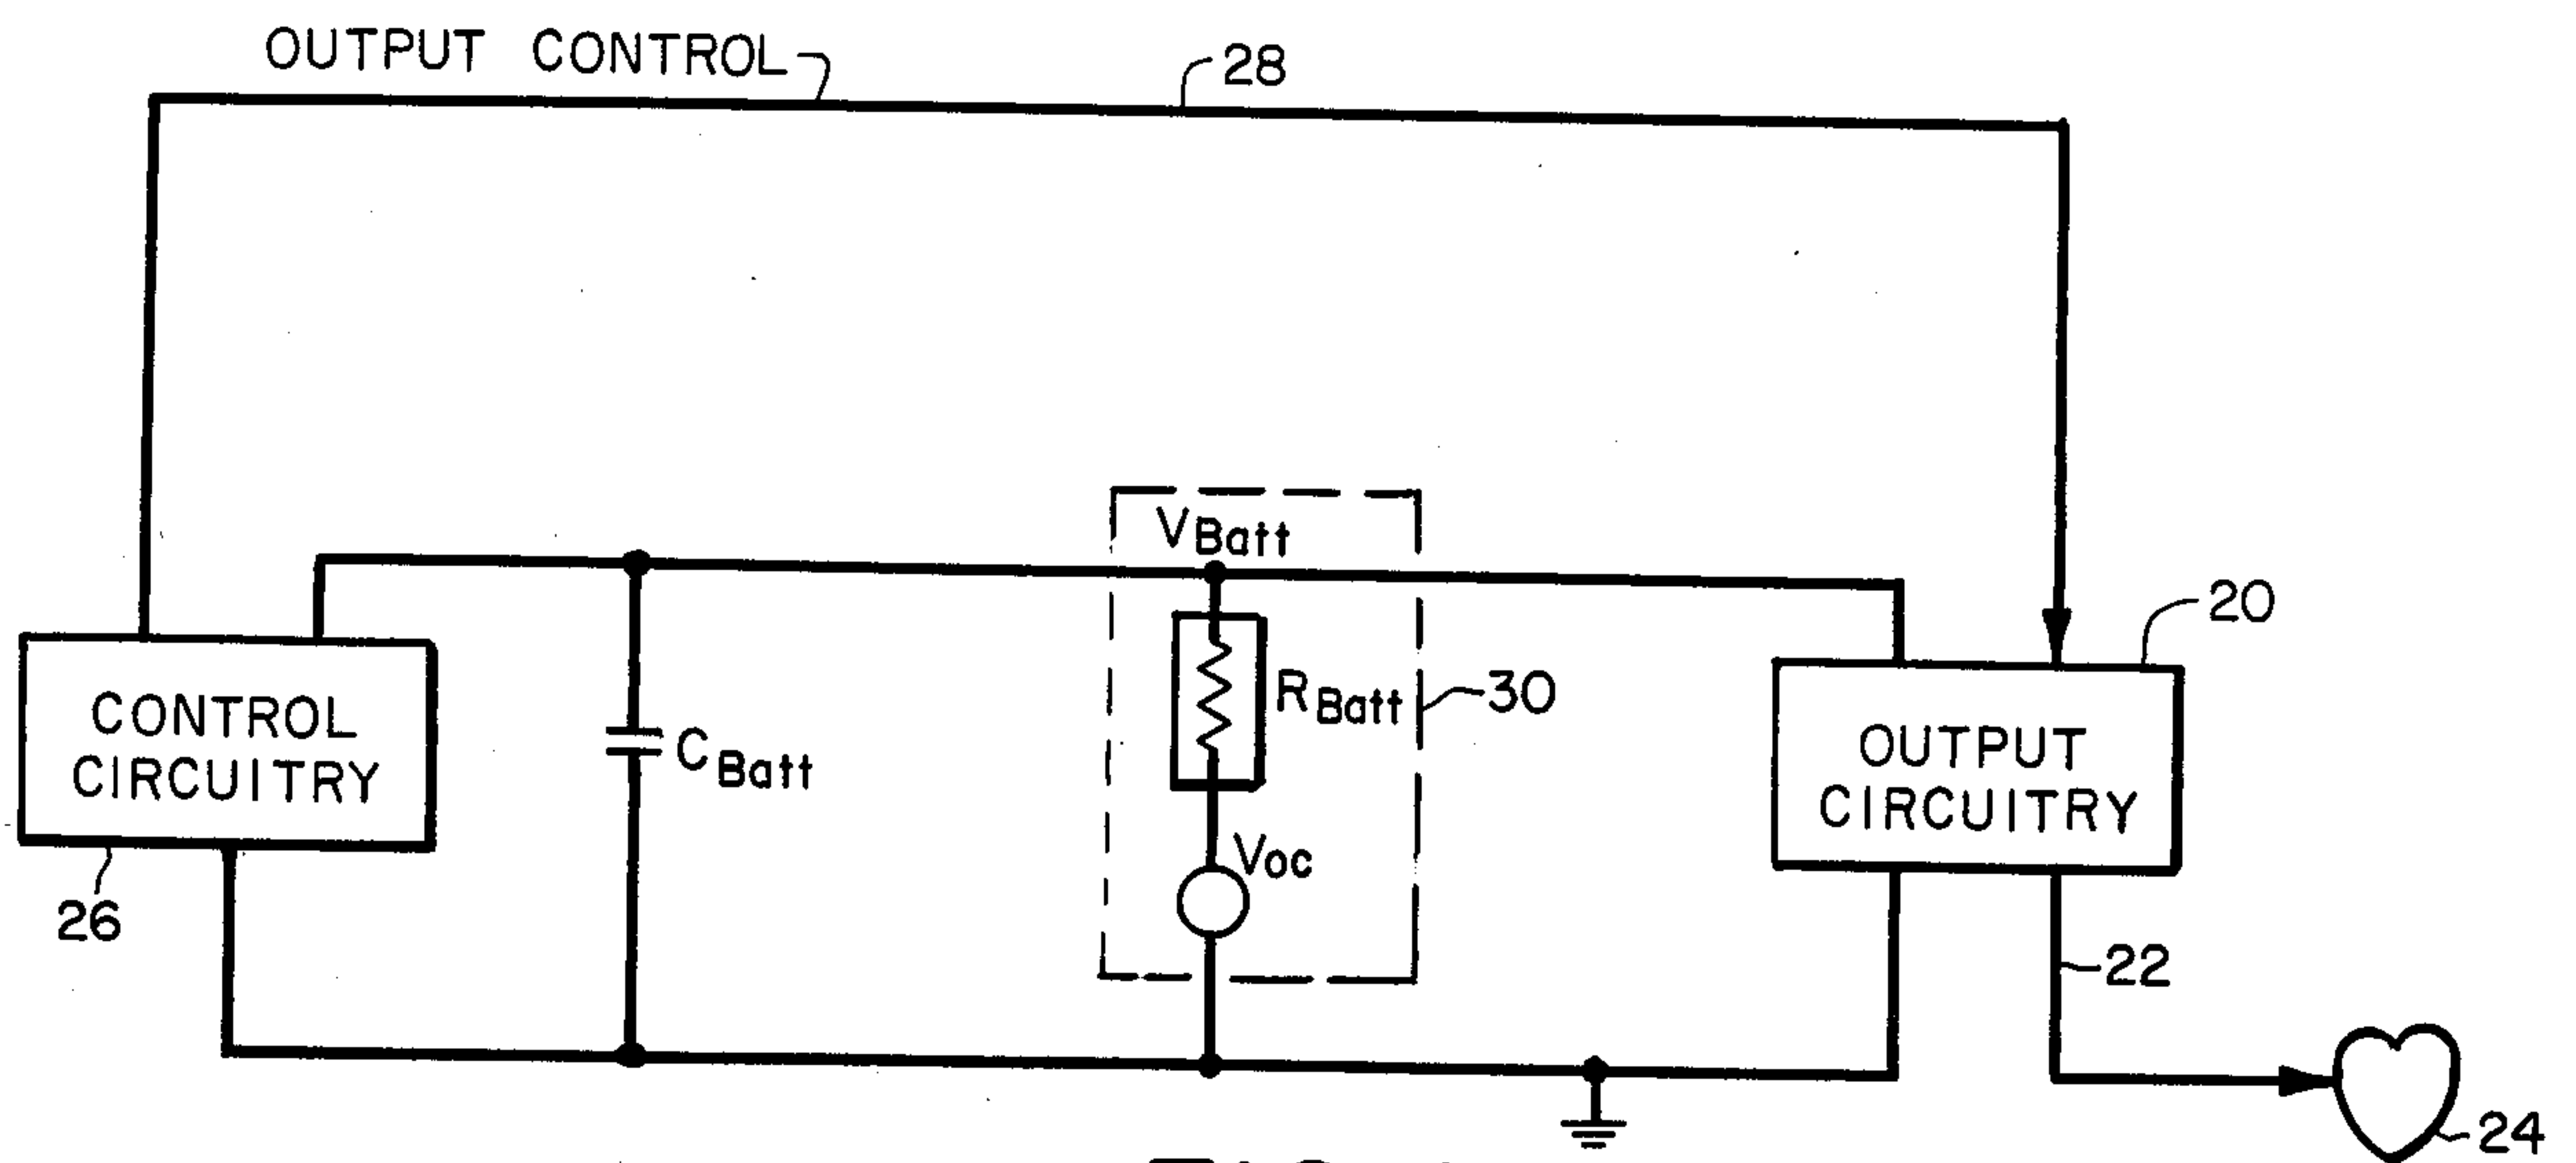 OUTPUT CONTROL
28
VBatt
20
RBatt
30
CONTROL
CIRCUITRY
CBatt
OUTPUT
CIRCUITRY
Voc
26
22
24